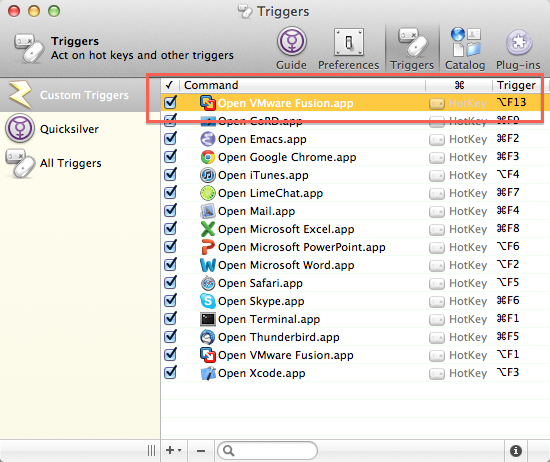 Triggers
Triggers
Act on hot keys and other triggers
Guide
Preferences
Triggers
Catalog
Plug-ins
Custom Triggers
Quicksilver
All Triggers
✓ Command ⌘ Trigger
Open VMware Fusion.app HotKey ⌥F13
Open CoRD.app HotKey ⌘F9
Open Emacs.app HotKey ⌘F2
Open Google Chrome.app HotKey ⌘F3
Open iTunes.app HotKey ⌥F4
Open LimeChat.app HotKey ⌘F7
Open Mail.app HotKey ⌘F4
Open Microsoft Excel.app HotKey ⌘F8
Open Microsoft PowerPoint.app HotKey ⌥F6
Open Microsoft Word.app HotKey ⌥F2
Open Safari.app HotKey ⌥F5
Open Skype.app HotKey ⌘F6
Open Terminal.app HotKey ⌘F1
Open Thunderbird.app HotKey ⌘F5
Open VMware Fusion.app HotKey ⌥F1
Open Xcode.app HotKey ⌥F3